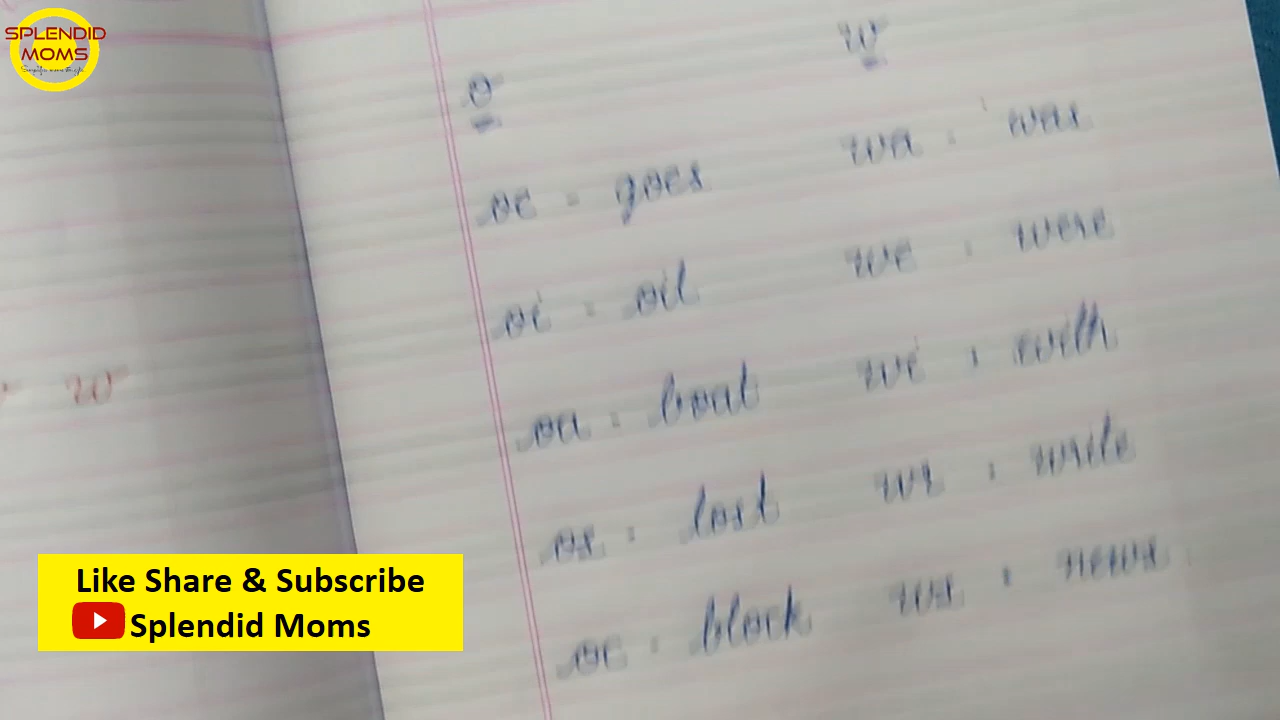 SPLENDID
MOMS
o w
oe - goes wa : was
oi - oil we : were
oa - boat wi : with
os - lost wr : write
oc - block ws : news
w
Like Share & Subscribe
Splendid Moms